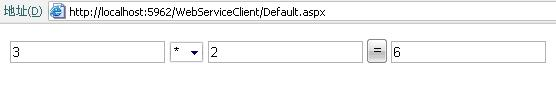 地址(D) http://localhost:5962/WebServiceClient/Default.aspx
3 * 2 = 6